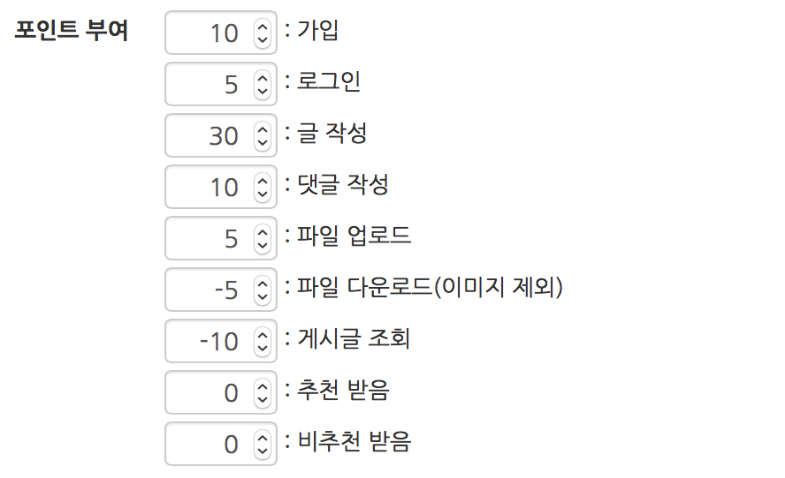 포인트 부여 10 : 가입
5 : 로그인
30 : 글 작성
10 : 댓글 작성
5 : 파일 업로드
-5 : 파일 다운로드(이미지 제외)
-10 : 게시글 조회
0 : 추천 받음
0 : 비추천 받음